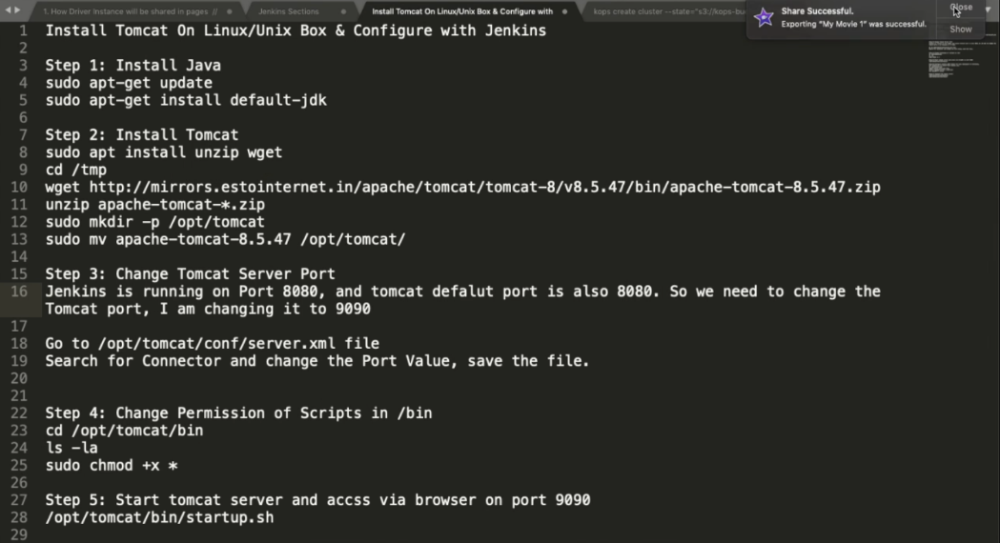 1. How Driver Instance will be shared in pages //
Jenkins Sections
Install Tomcat On Linux/Unix Box & Configure with
kops create cluster --state="s3://kops-bu
Share Successful.
Exporting "My Movie 1" was successful.
Close
Show
1 Install Tomcat On Linux/Unix Box & Configure with Jenkins
2
3 Step 1: Install Java
4 sudo apt-get update
5 sudo apt-get install default-jdk
6
7 Step 2: Install Tomcat
8 sudo apt install unzip wget
9 cd /tmp
10 wget http://mirrors.estointernet.in/apache/tomcat/tomcat-8/v8.5.47/bin/apache-tomcat-8.5.47.zip
11 unzip apache-tomcat-*.zip
12 sudo mkdir -p /opt/tomcat
13 sudo mv apache-tomcat-8.5.47 /opt/tomcat/
14
15 Step 3: Change Tomcat Server Port
16 Jenkins is running on Port 8080, and tomcat defalut port is also 8080. So we need to change the
Tomcat port, I am changing it to 9090
17
18 Go to /opt/tomcat/conf/server.xml file
19 Search for Connector and change the Port Value, save the file.
20
21
22 Step 4: Change Permission of Scripts in /bin
23 cd /opt/tomcat/bin
24 ls -la
25 sudo chmod +x *
26
27 Step 5: Start tomcat server and accss via browser on port 9090
28 /opt/tomcat/bin/startup.sh
29